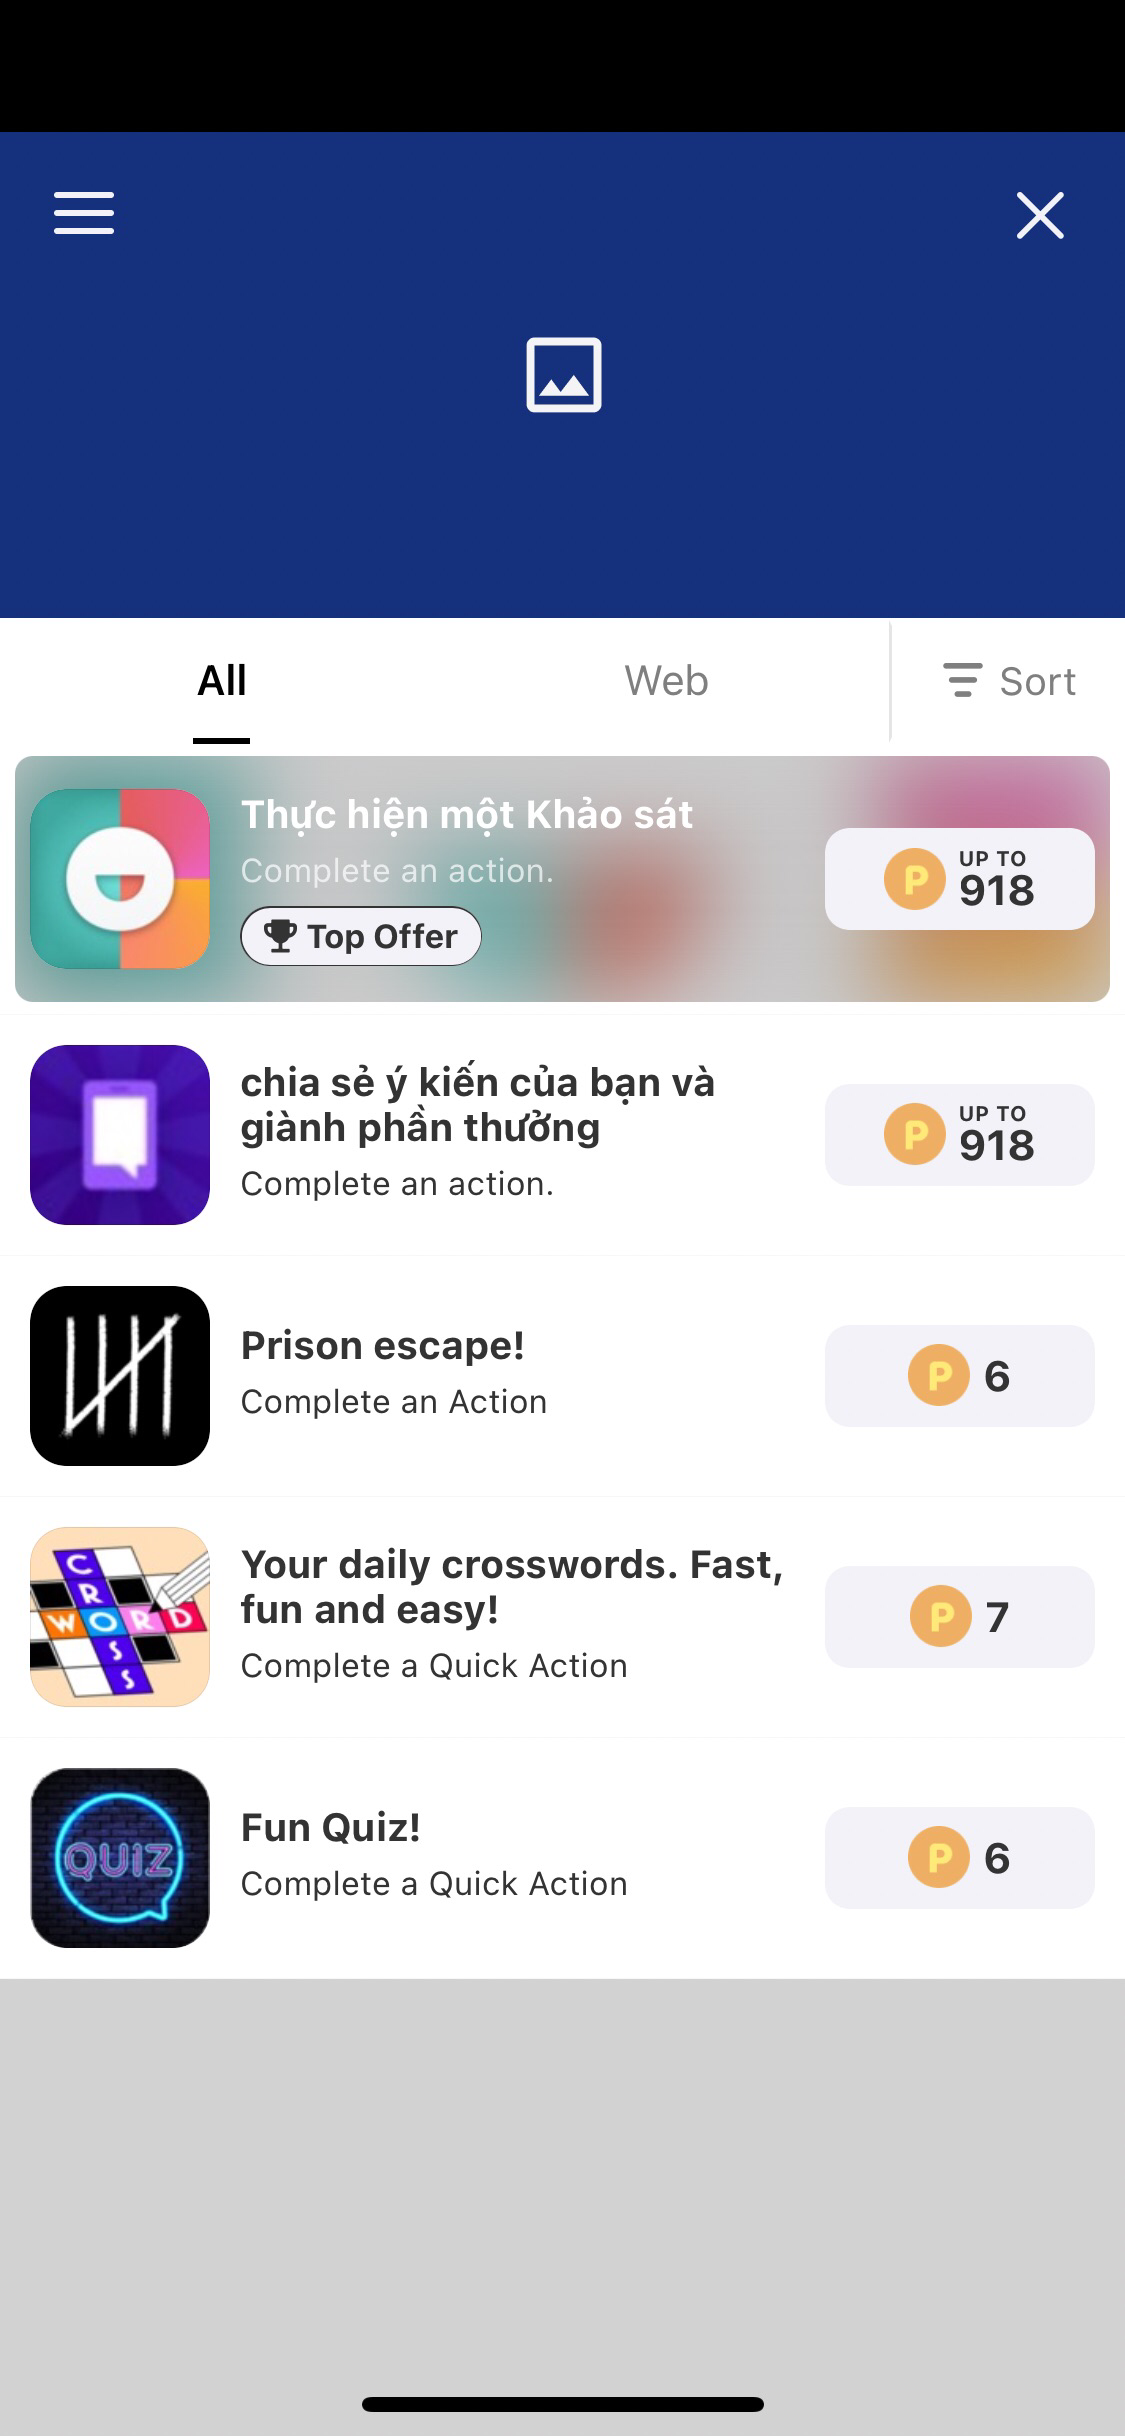 All
Web
Sort
Thực hiện một Khảo sát
Complete an action.
Top Offer
UP TO
918
chia sẻ ý kiến của bạn và
giành phần thưởng
Complete an action.
UP TO
918
Prison escape!
Complete an Action
6
CROSS
WORD
Your daily crosswords. Fast,
fun and easy!
Complete a Quick Action
7
QUIZ
Fun Quiz!
Complete a Quick Action
6